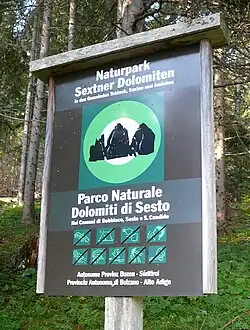 Naturpark
Sextner Dolomiten
in den Gemeinden Toblach, Sexten und Innichen
Parco Naturale
Dolomiti di Sesto
Nei Comuni di Dobbiaco, Sesto e S. Candido
Autonome Provinz Bozen - Südtirol
Provincia Autonoma di Bolzano - Alto Adige